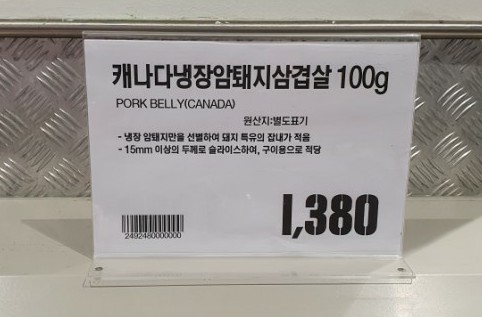 캐나다냉장암돼지삼겹살 100g
PORK BELLY(CANADA)
원산지:별도표기
- 냉장 암돼지만을 선별하여 돼지 특유의 잡내가 적음
- 15mm 이상의 두께로 슬라이스하여, 구이용으로 적당
1,380
2492480000000